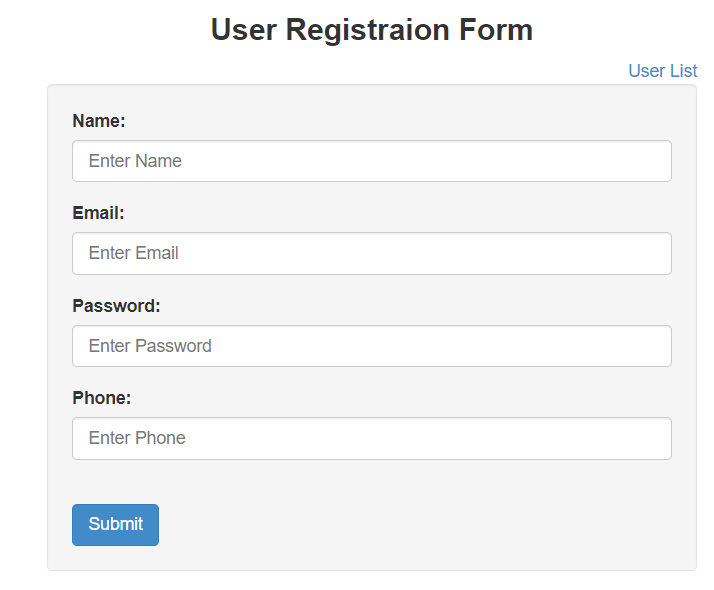 User Registraion Form
User List
Name:
Enter Name
Email:
Enter Email
Password:
Enter Password
Phone:
Enter Phone
Submit